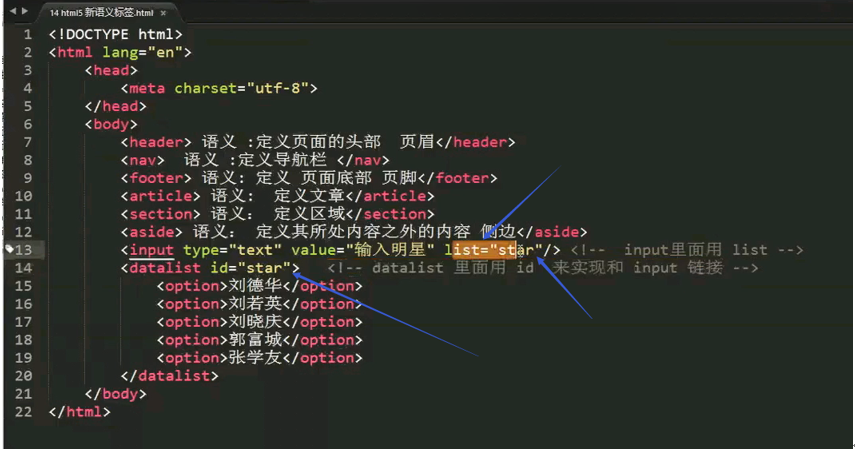 14 html5 新语义标签.html ×
1 <!DOCTYPE html>
2 <html lang="en">
3 <head>
4 <meta charset="utf-8">
5 </head>
6 <body>
7 <header> 语义 :定义页面的头部 页眉</header>
8 <nav> 语义 :定义导航栏 </nav>
9 <footer> 语义: 定义 页面底部 页脚</footer>
10 <article> 语义: 定义文章</article>
11 <section> 语义: 定义区域</section>
12 <aside> 语义: 定义其所处内容之外的内容 侧边</aside>
13 <input type="text" value="输入明星" list="star"/> <!-- input里面用 list -->
14 <datalist id="star"> <!-- datalist 里面用 id 来实现和 input 链接 -->
15 <option>刘德华</option>
16 <option>刘若英</option>
17 <option>刘晓庆</option>
18 <option>郭富城</option>
19 <option>张学友</option>
20 </datalist>
21 </body>
22 </html>